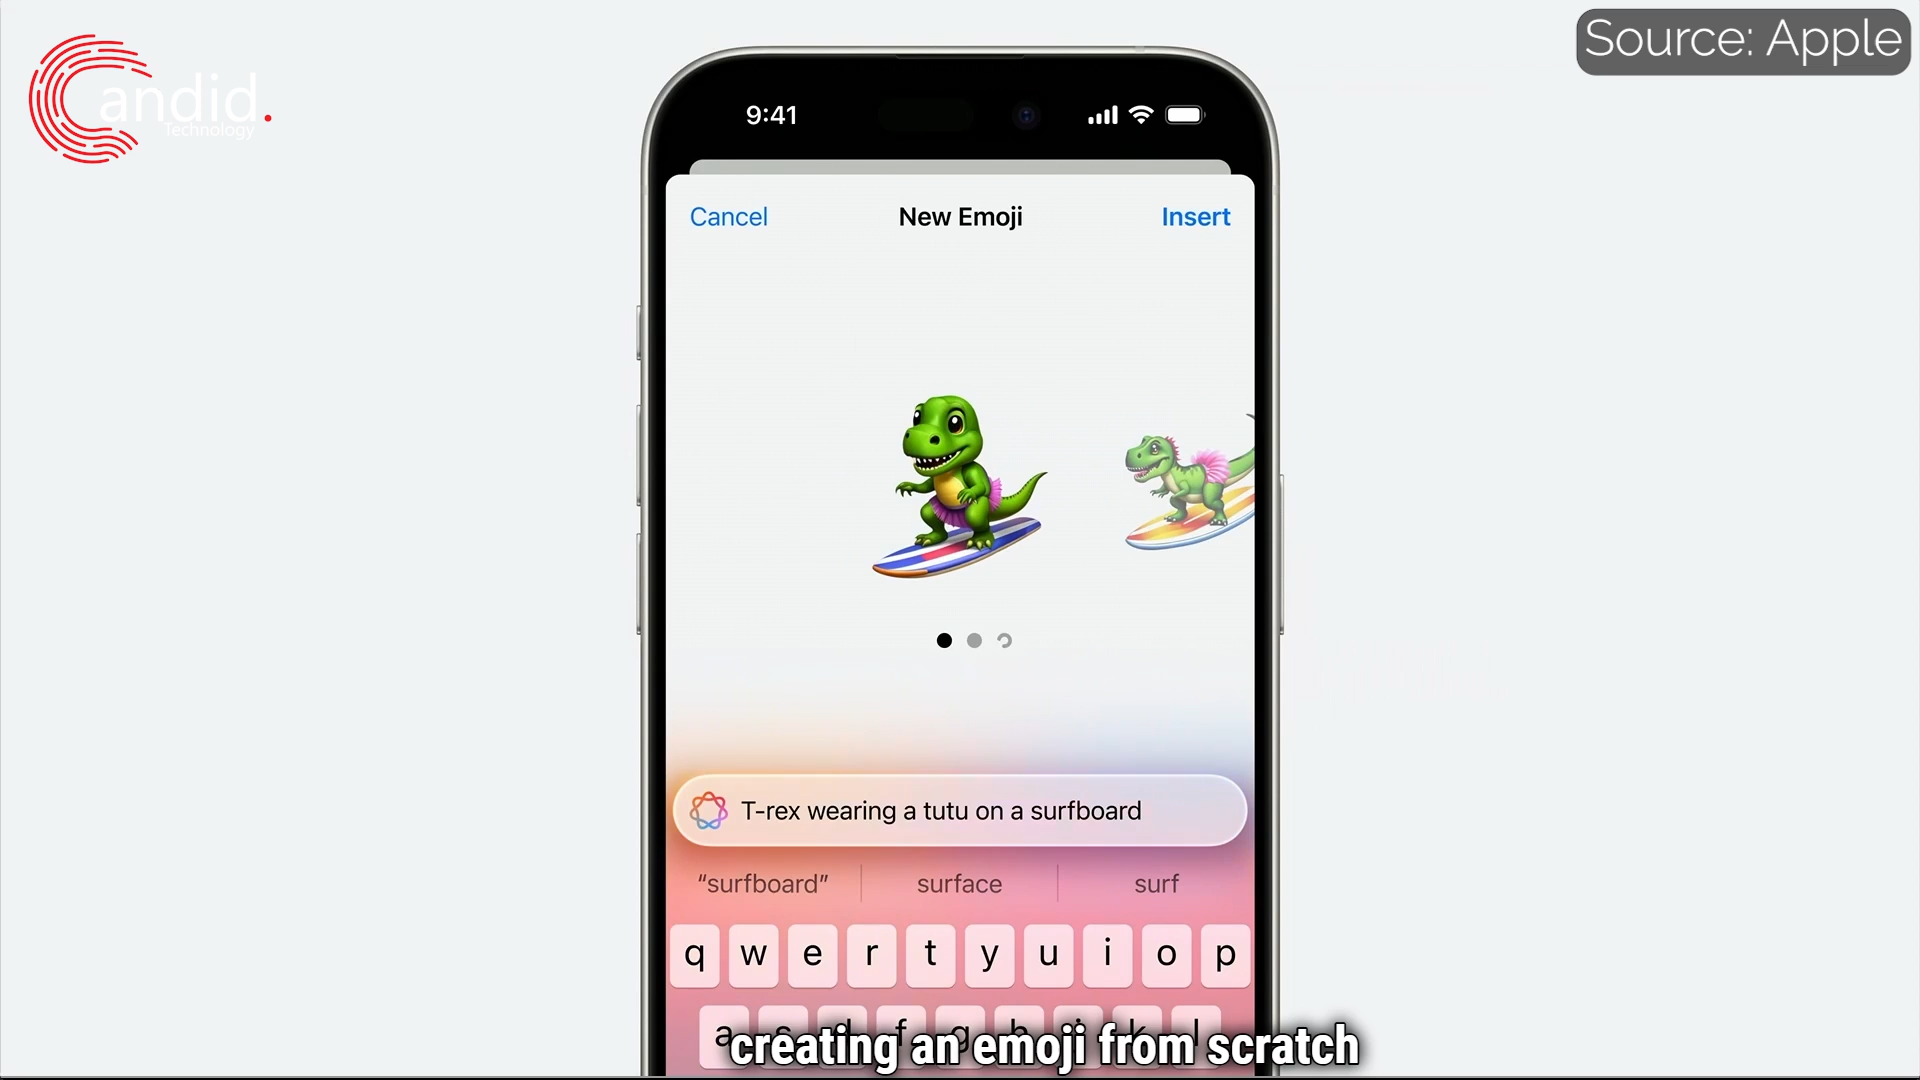 Source: Apple
andid.
Technology
9:41
Cancel
New Emoji
Insert
T-rex wearing a tutu on a surfboard
“surfboard”
surface
surf
q w e r t y u i o p
a s d f g h j k l
creating an emoji from scratch